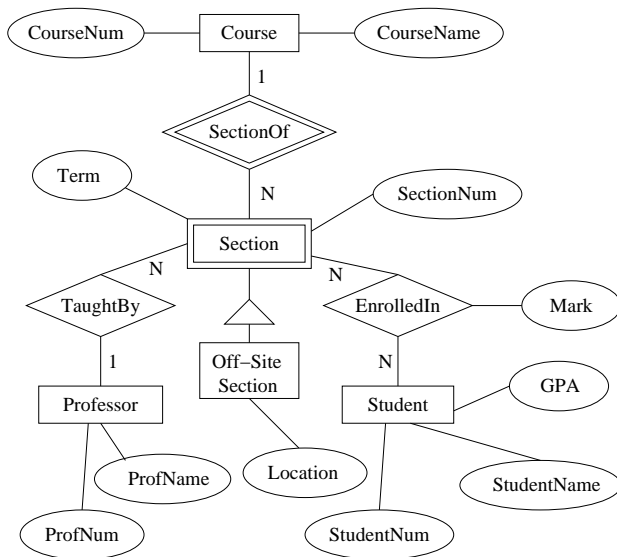 CourseNum
Course
CourseName
1
SectionOf
Term
N
SectionNum
Section
N
N
TaughtBy
EnrolledIn
Mark
Off−Site
Section
1
N
GPA
Professor
Student
ProfName
Location
StudentName
ProfNum
StudentNum